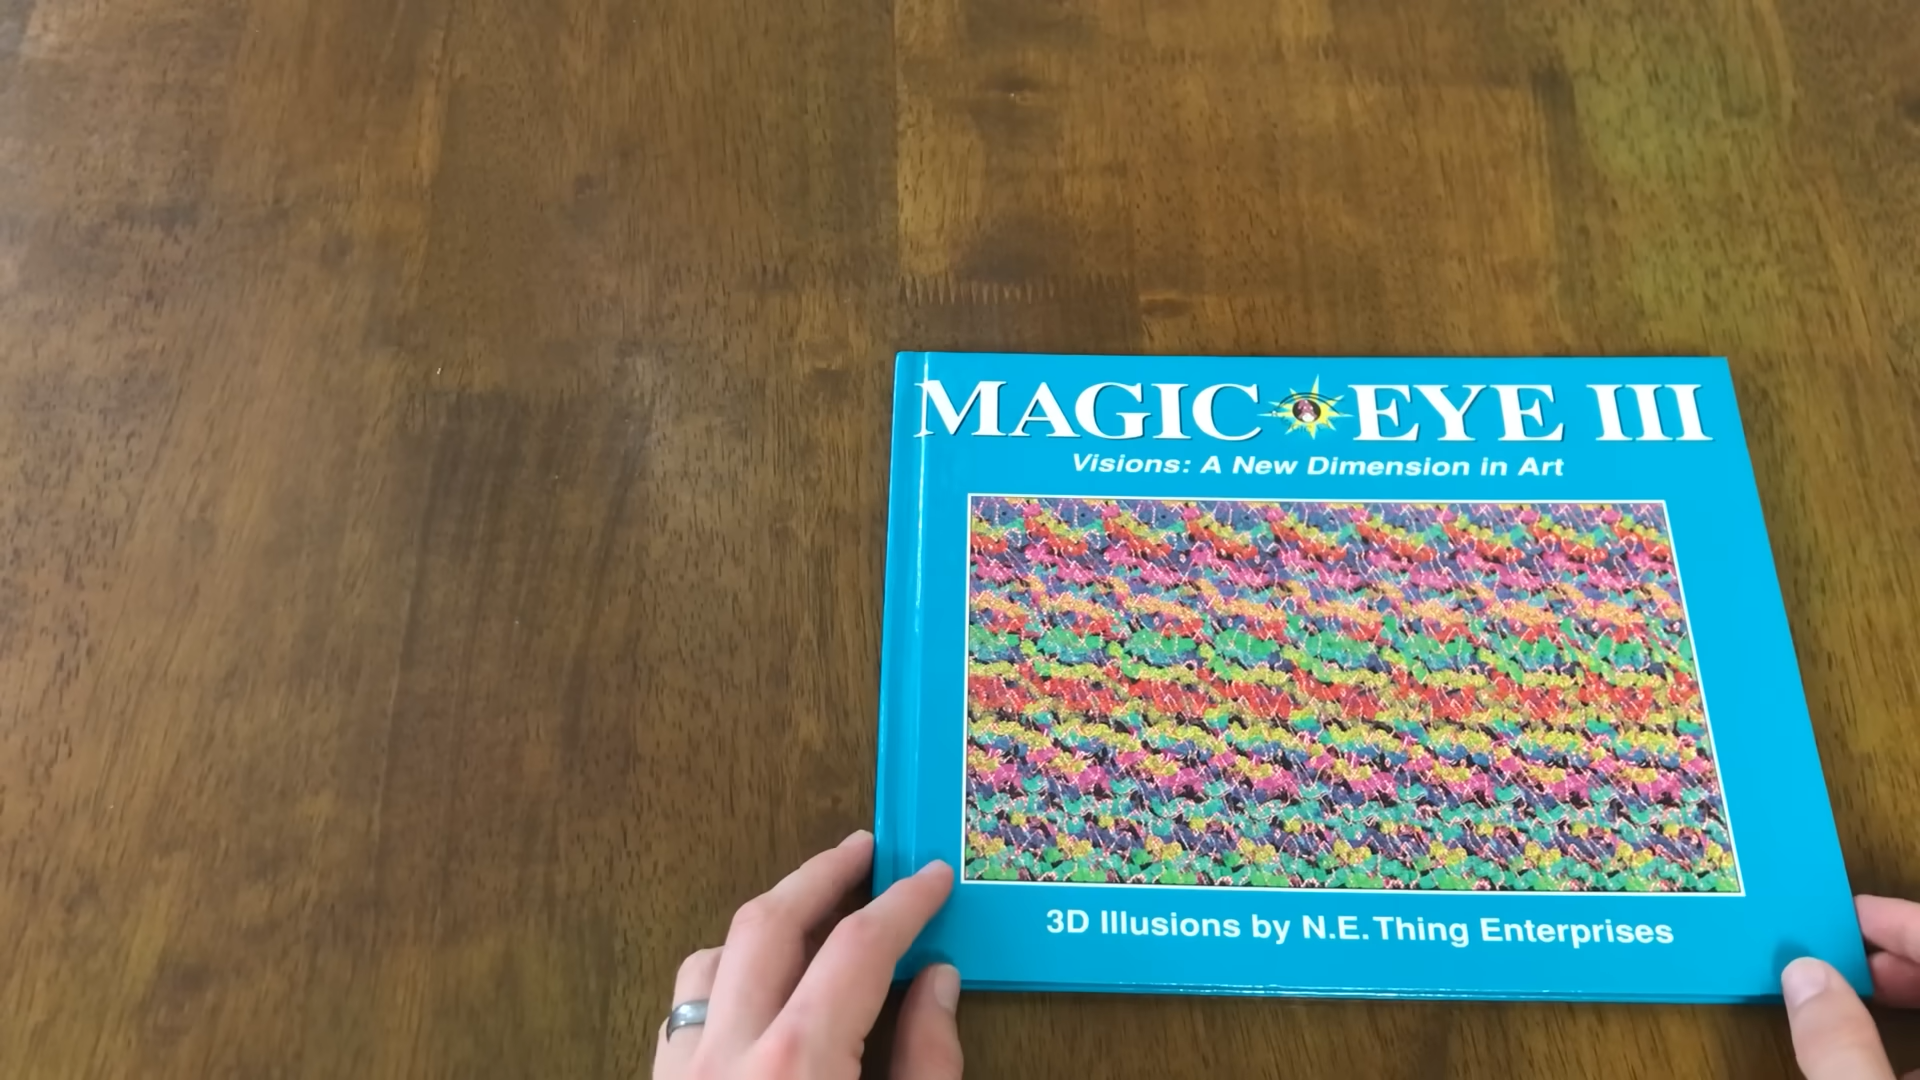 MAGIC EYE III
Visions: A New Dimension in Art
3D Illusions by N.E. Thing Enterprises